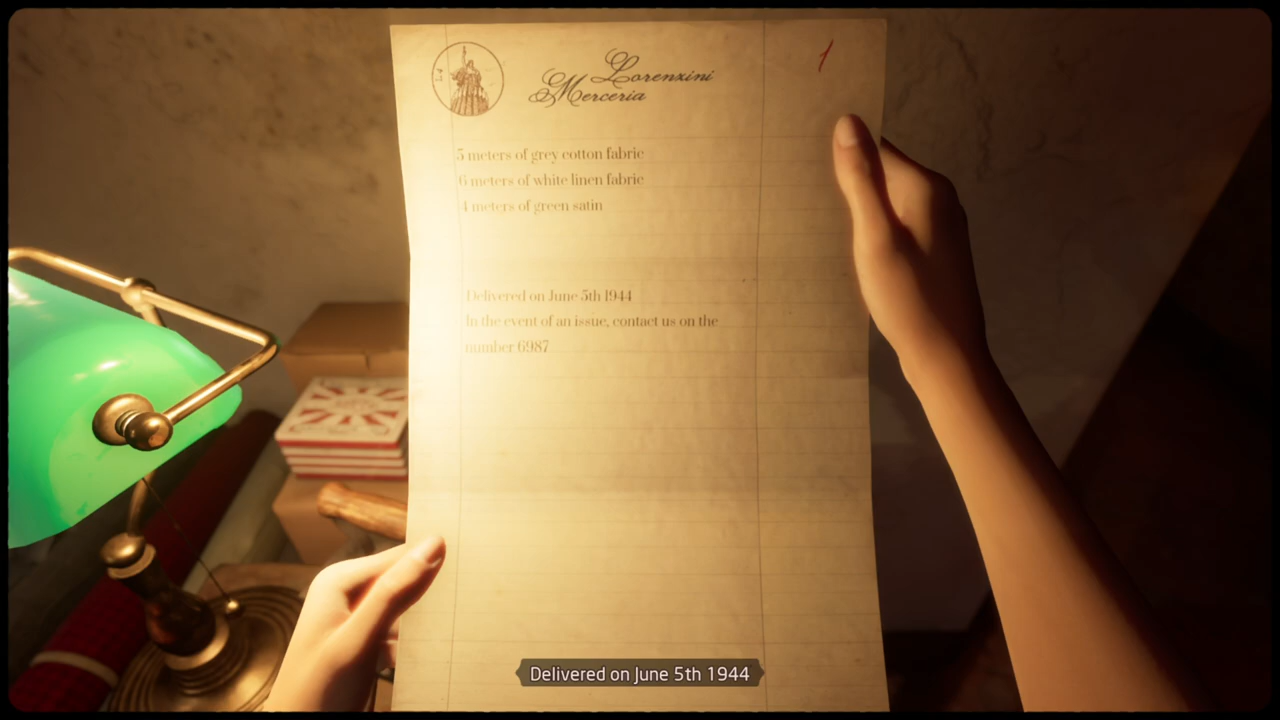 Lorenzini
Merceria
1
5 meters of grey cotton fabric
6 meters of white linen fabric
4 meters of green satin
Delivered on June 5th 1944
In the event of an issue, contact us on the
number 6987
Delivered on June 5th 1944